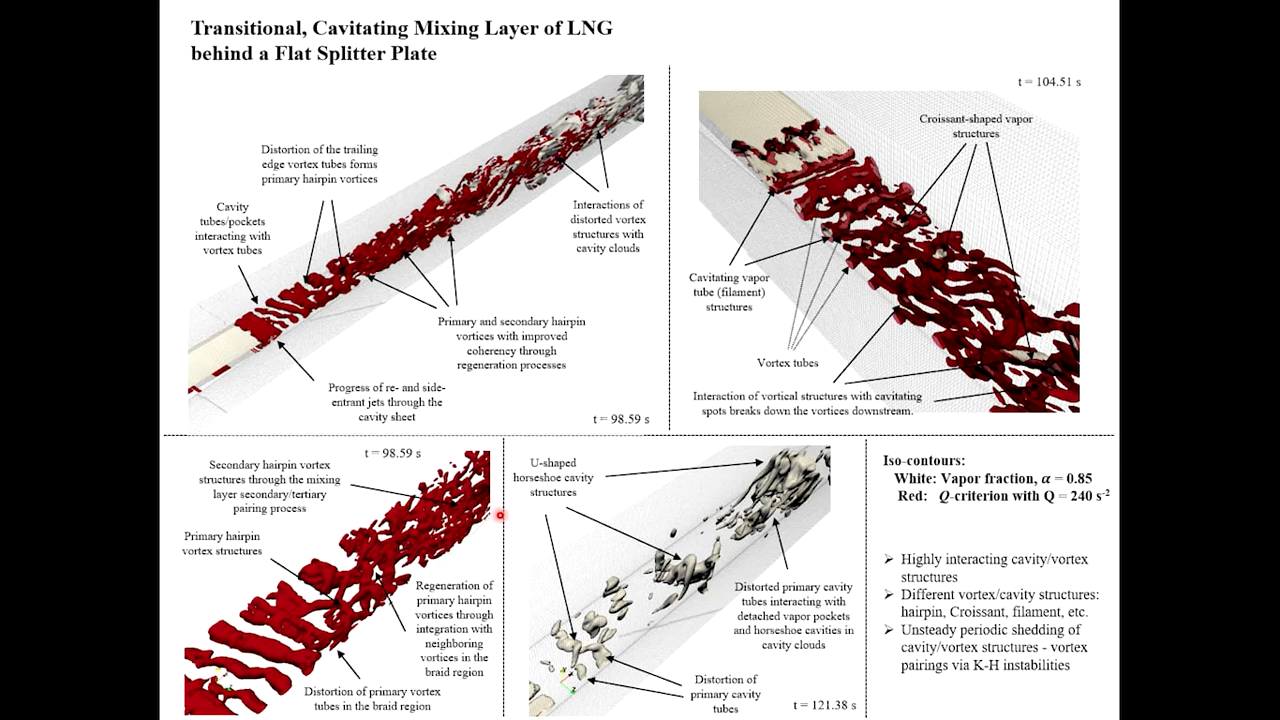 Transitional, Cavitating Mixing Layer of LNG
behind a Flat Splitter Plate
Distortion of the trailing
edge vortex tubes forms
primary hairpin vortices
Cavity
tubes/pockets
interacting with
vortex tubes
Interactions of
distorted vortex
structures with
cavity clouds
Primary and secondary hairpin
vortices with improved
coherency through
regeneration processes
Progress of re- and side-
entrant jets through the
cavity sheet
t = 98.59 s
t = 104.51 s
Croissant-shaped vapor
structures
Cavitating vapor
tube (filament)
structures
Vortex tubes
Interaction of vortical structures with cavitating
spots breaks down the vortices downstream.
t = 98.59 s
Secondary hairpin vortex
structures through the mixing
layer secondary/tertiary
pairing process
Primary hairpin
vortex structures
Regeneration of
primary hairpin
vortices through
integration with
neighboring
vortices in the
braid region
Distortion of primary vortex
tubes in the braid region
U-shaped
horseshoe cavity
structures
Distorted primary cavity
tubes interacting with
detached vapor pockets
and horseshoe cavities in
cavity clouds
Distortion of
primary cavity
tubes
t = 121.38 s
Iso-contours:
White: Vapor fraction, α = 0.85
Red: Q-criterion with Q = 240 s⁻²
➢ Highly interacting cavity/vortex
structures
➢ Different vortex/cavity structures:
hairpin, Croissant, filament, etc.
➢ Unsteady periodic shedding of
cavity/vortex structures - vortex
pairings via K-H instabilities